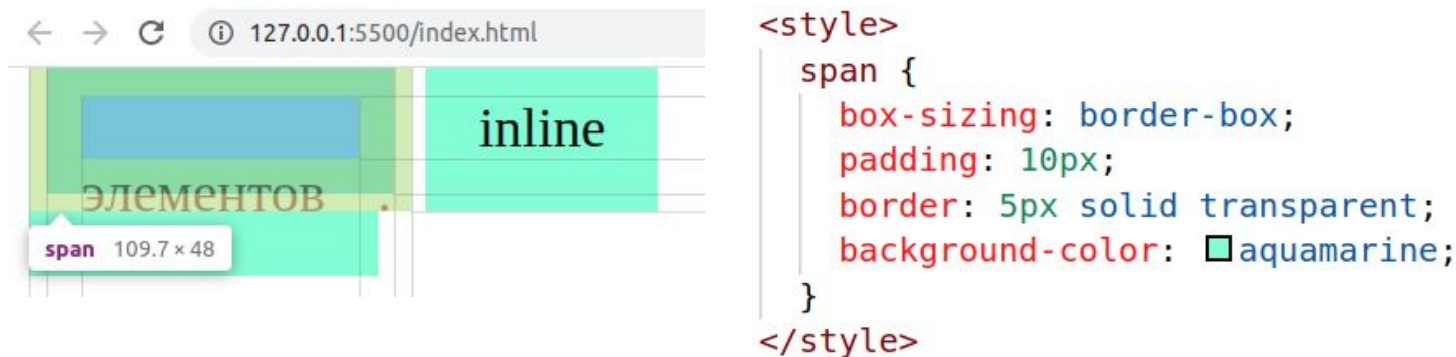 127.0.0.1:5500/index.html
inline
элементов .
span 109.7 × 48
<style>
span {
box-sizing: border-box;
padding: 10px;
border: 5px solid transparent;
background-color: aquamarine;
}
</style>